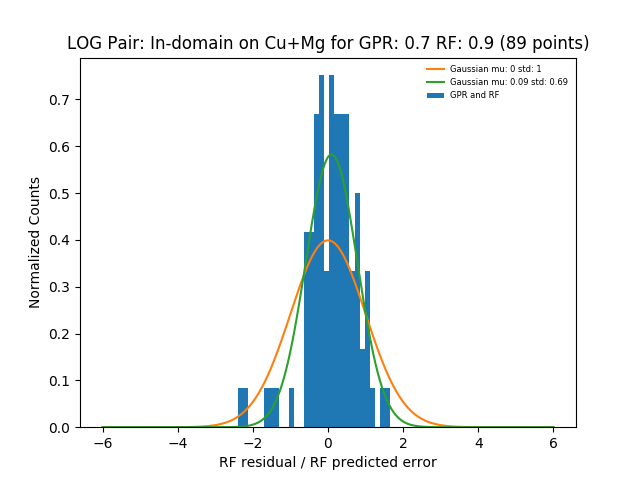 LOG Pair: In-domain on Cu+Mg for GPR: 0.7 RF: 0.9 (89 points)
Gaussian mu: 0 std: 1
Gaussian mu: 0.09 std: 0.69
GPR and RF
Normalized Counts
0.7
0.6
0.5
0.4
0.3
0.2
0.1
0.0
−6 −4 −2 0 2 4 6
RF residual / RF predicted error